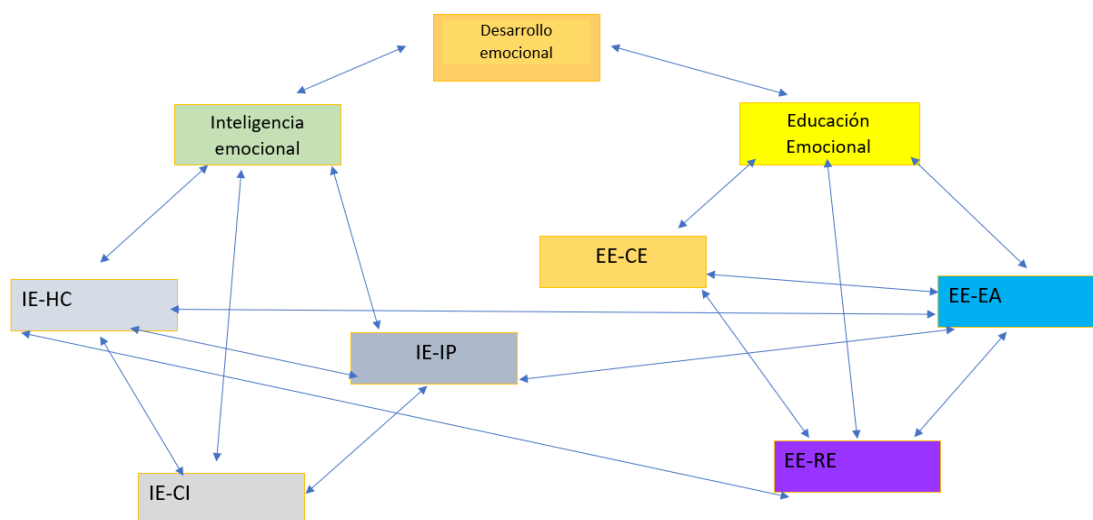 Desarrollo
emocional
Inteligencia
emocional
Educación
Emocional
EE-CE
IE-HC
EE-EA
IE-IP
EE-RE
IE-CI